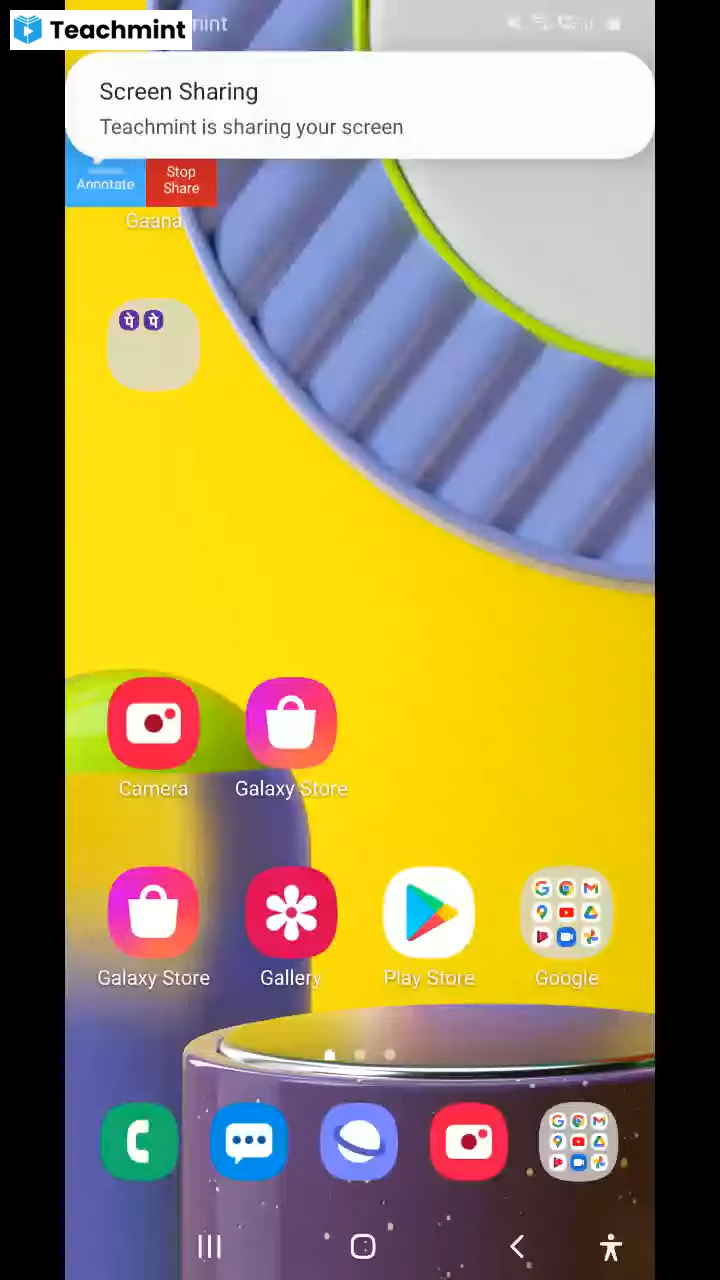 Teachmint
Screen Sharing
Teachmint is sharing your screen
Annotate
Stop
Share
Gaana
पे पे
Camera
Galaxy Store
Galaxy Store
Gallery
Play Store
Google